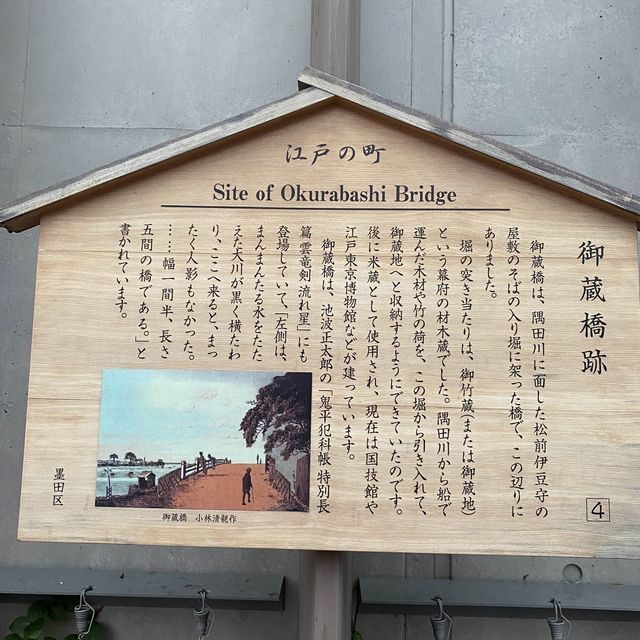 江戸の町
Site of Okurabashi Bridge
御蔵橋跡
御蔵橋は、隅田川に面した松前伊豆守の
屋敷のそばの入り堀に架った橋で、この辺りに
ありました。
堀の突き当たりは、御竹蔵(または御蔵地)
という幕府の材木蔵でした。隅田川から船で
運んだ木材や竹の荷を、この堀から引き入れて、
御蔵地へと収納するようにできていたのです。
後に米蔵として使用され、現在は国技館や
江戸東京博物館などが建っています。
御蔵橋は、池波正太郎の「鬼平犯科帳 特別長
篇 雲竜剣 流れ星」にも
登場していて、「左側は、
まんまんたる水をたた
えた大川が黒く横たわ
り、ここへ来ると、まっ
たく人影もなかった。
……幅一間半、長さ
五間の橋である。」と
書かれています。
御蔵橋 小林清親作
墨田区
4